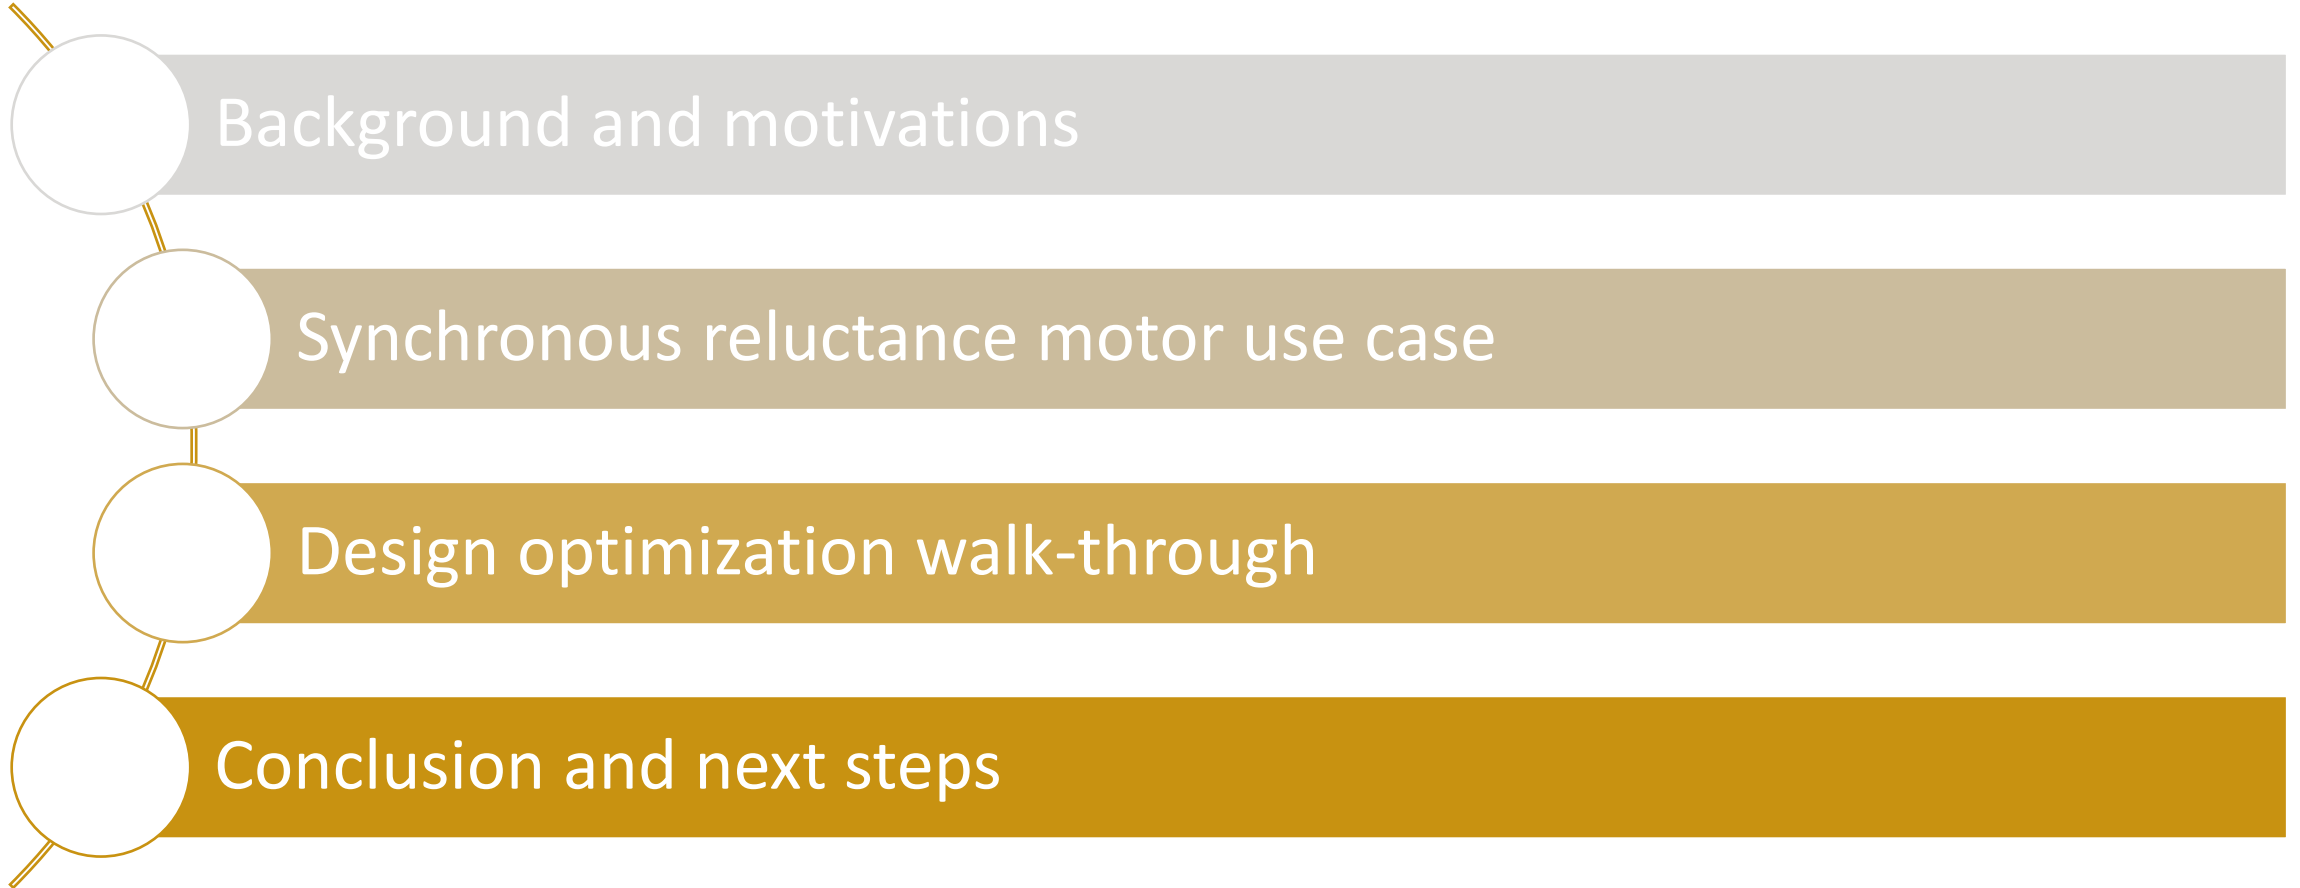 Background and motivations
Synchronous reluctance motor use case
Design optimization walk-through
Conclusion and next steps